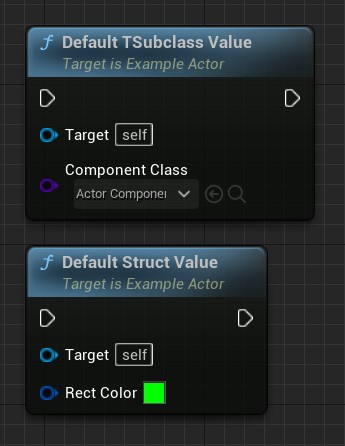 f Default TSubclass Value
Target is Example Actor
Target self
Component Class
Actor Componer
f Default Struct Value
Target is Example Actor
Target self
Rect Color